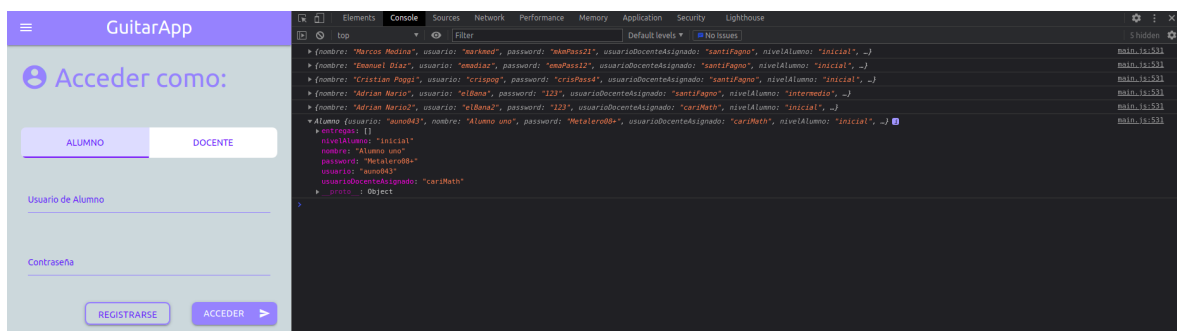 GuitarApp
Acceder como:
ALUMNO DOCENTE
Usuario de Alumno
Contraseña
REGISTRARSE ACCEDER
Elements Console Sources Network Performance Memory Application Security Lighthouse
top Filter Default levels ▼ No Issues 5 hidden
▶ {nombre: "Marcos Medina", usuario: "markmed", password: "mkmPass21", usuarioDocenteAsignado: "santiFagno", nivelAlumno: "inicial", …} main.js:531
▶ {nombre: "Emanuel Diaz", usuario: "emadiaz", password: "emaPass12", usuarioDocenteAsignado: "santiFagno", nivelAlumno: "inicial", …} main.js:531
▶ {nombre: "Cristian Poggi", usuario: "crispog", password: "crisPass4", usuarioDocenteAsignado: "santiFagno", nivelAlumno: "inicial", …} main.js:531
▶ {nombre: "Adrian Nario", usuario: "elBana", password: "123", usuarioDocenteAsignado: "santiFagno", nivelAlumno: "intermedio", …} main.js:531
▶ {nombre: "Adrian Nario2", usuario: "elBana2", password: "123", usuarioDocenteAsignado: "cariMath", nivelAlumno: "inicial", …} main.js:531
▼ Alumno {usuario: "auno043", nombre: "Alumno uno", password: "Metalero08+", usuarioDocenteAsignado: "cariMath", nivelAlumno: "inicial", …} i main.js:531
▶ entregas: []
nivelAlumno: "inicial"
nombre: "Alumno uno"
password: "Metalero08+"
usuario: "auno043"
usuarioDocenteAsignado: "cariMath"
▶ __proto__: Object
>